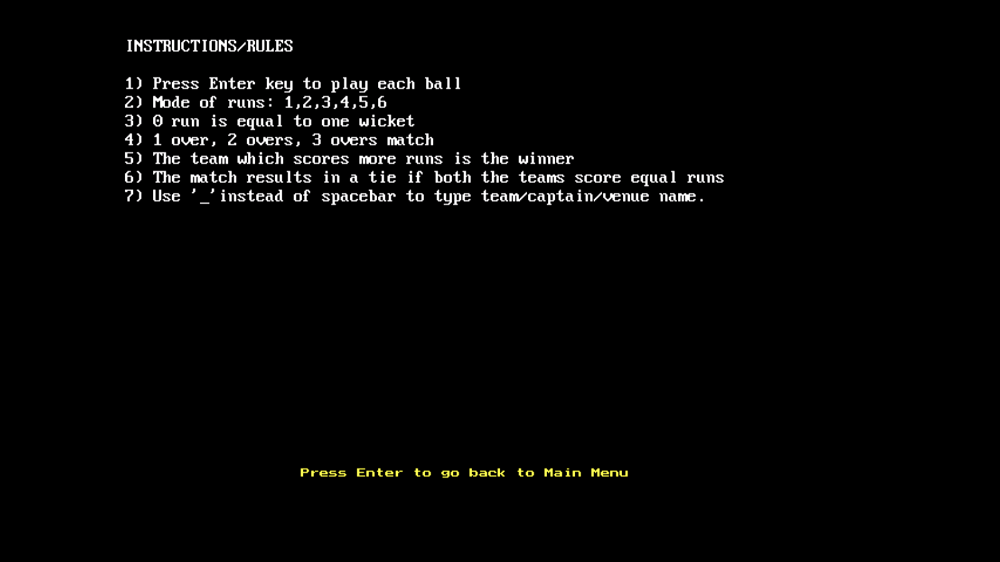 INSTRUCTIONS/RULES
1) Press Enter key to play each ball
2) Mode of runs: 1,2,3,4,5,6
3) 0 run is equal to one wicket
4) 1 over, 2 overs, 3 overs match
5) The team which scores more runs is the winner
6) The match results in a tie if both the teams score equal runs
7) Use '_'instead of spacebar to type team/captain/venue name.
Press Enter to go back to Main Menu